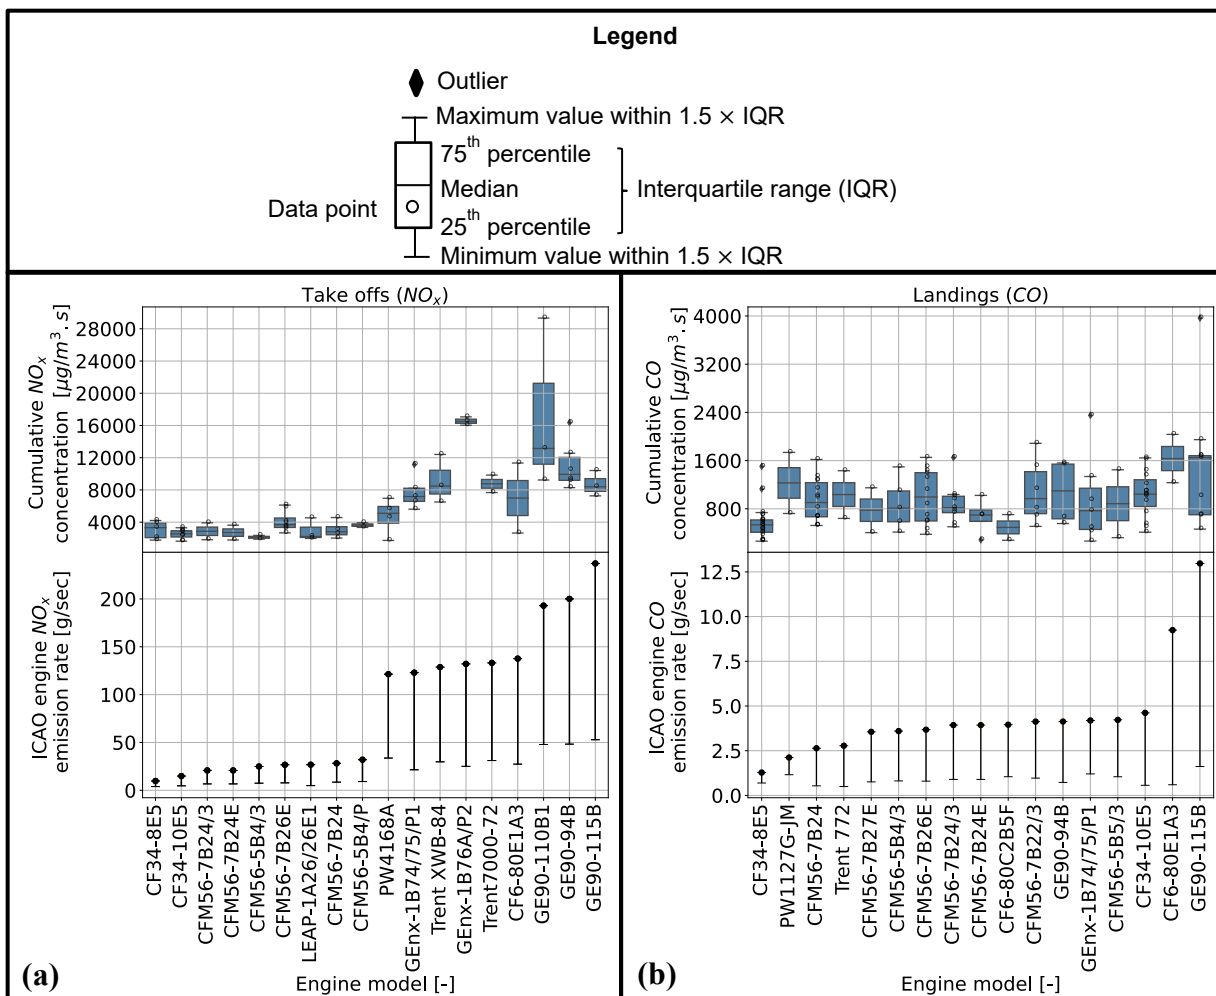 Legend
Outlier
Maximum value within 1.5 × IQR
75th percentile
Median
Interquartile range (IQR)
Data point
25th percentile
Minimum value within 1.5 × IQR
Take offs (NOx)
Cumulative NOx
concentration [μg/m³.s]
28000
24000
20000
16000
12000
8000
4000
ICAO engine NOx
emission rate [g/sec]
200
150
100
50
0
CF34-8E5
CF34-10E5
CFM56-7B24/3
CFM56-7B24E
CFM56-5B4/3
CFM56-7B26E
LEAP-1A26/26E1
CFM56-7B24
CFM56-5B4/P
PW4168A
GEnx-1B74/75/P1
Trent XWB-84
GEnx-1B76A/P2
Trent7000-72
CF6-80E1A3
GE90-110B1
GE90-94B
GE90-115B
(a)
Engine model [-]
Landings (CO)
Cumulative CO
concentration [μg/m³.s]
4000
3200
2400
1600
800
ICAO engine CO
emission rate [g/sec]
12.5
10.0
7.5
5.0
2.5
0.0
CF34-8E5
PW1127G-JM
CFM56-7B24
Trent 772
CFM56-7B27E
CFM56-5B4/3
CFM56-7B26E
CFM56-7B24/3
CFM56-7B24E
CF6-80C2B5F
CFM56-7B22/3
GE90-94B
GEnx-1B74/75/P1
CFM56-5B5/3
CF34-10E5
CF6-80E1A3
GE90-115B
(b)
Engine model [-]